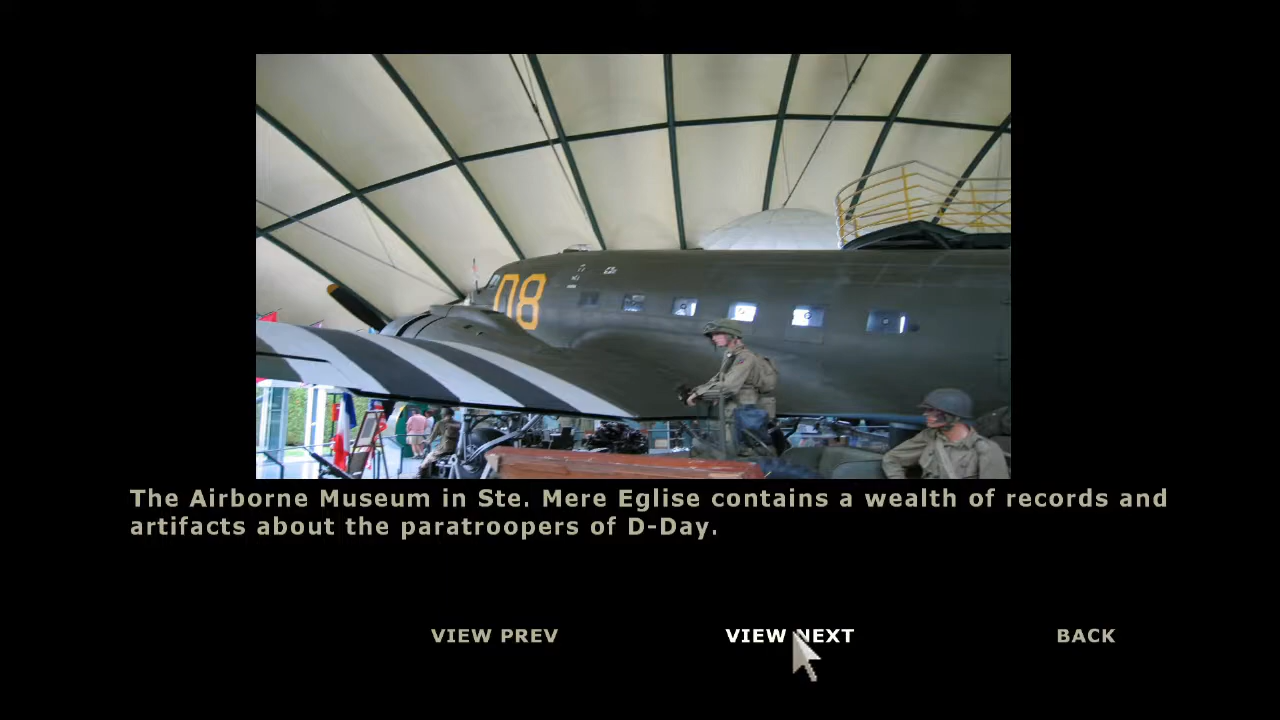 08
The Airborne Museum in Ste. Mere Eglise contains a wealth of records and
artifacts about the paratroopers of D-Day.
VIEW PREV
VIEW NEXT
BACK